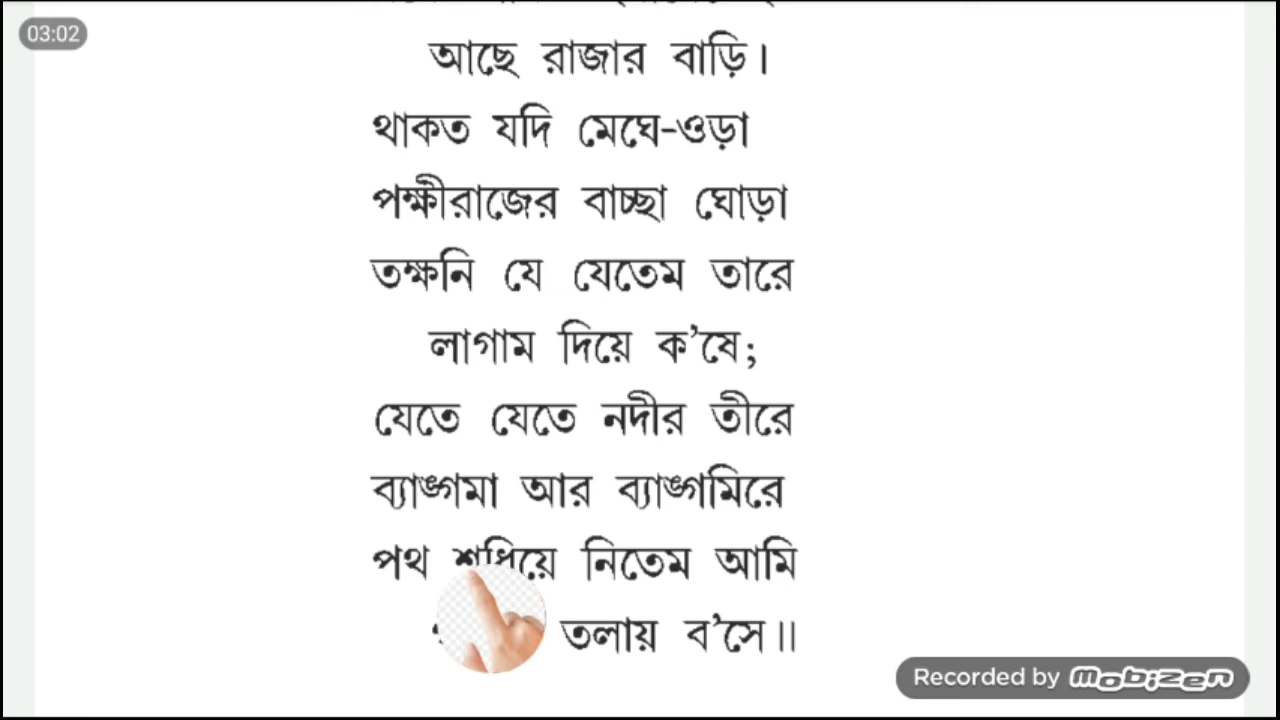 03:02
আছে রাজার বাড়ি।
থাকত যদি মেঘে-ওড়া
পক্ষীরাজের বাচ্ছা ঘোড়া
তক্ষনি যে যেতেম তারে
লাগাম দিয়ে ক'ষে;
যেতে যেতে নদীর তীরে
ব্যাঙ্গমা আর ব্যাঙ্গমিরে
পথ শুধিয়ে নিতেম আমি
তলায় ব'সে॥
Recorded by mobizen